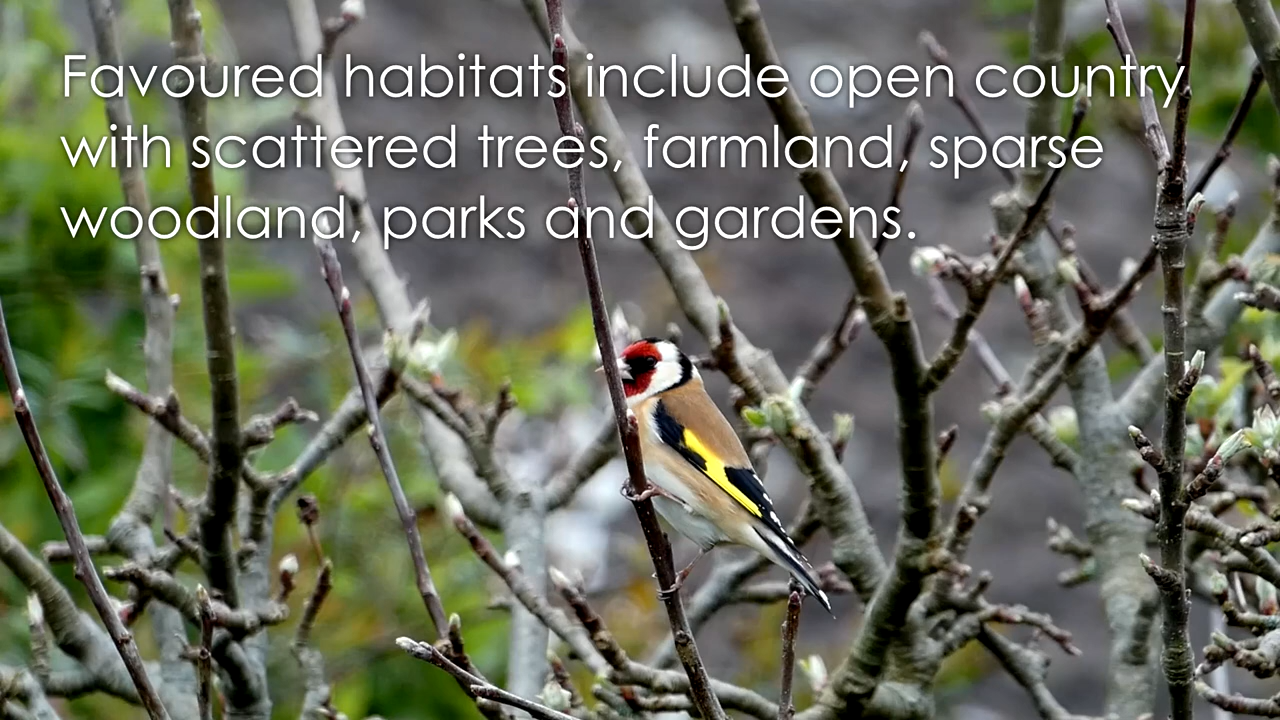 Favoured habitats include open country
with scattered trees, farmland, sparse
woodland, parks and gardens.